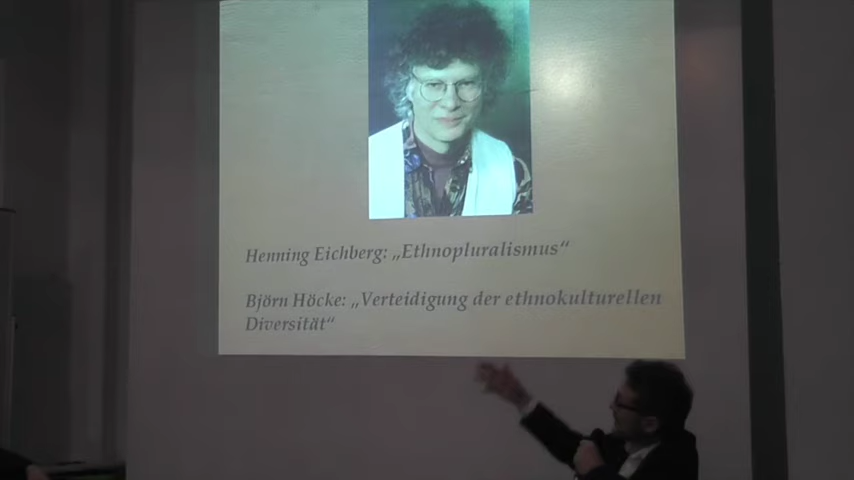 Henning Eichberg: „Ethnopluralismus“
Björn Höcke: „Verteidigung der ethnokulturellen
Diversität“